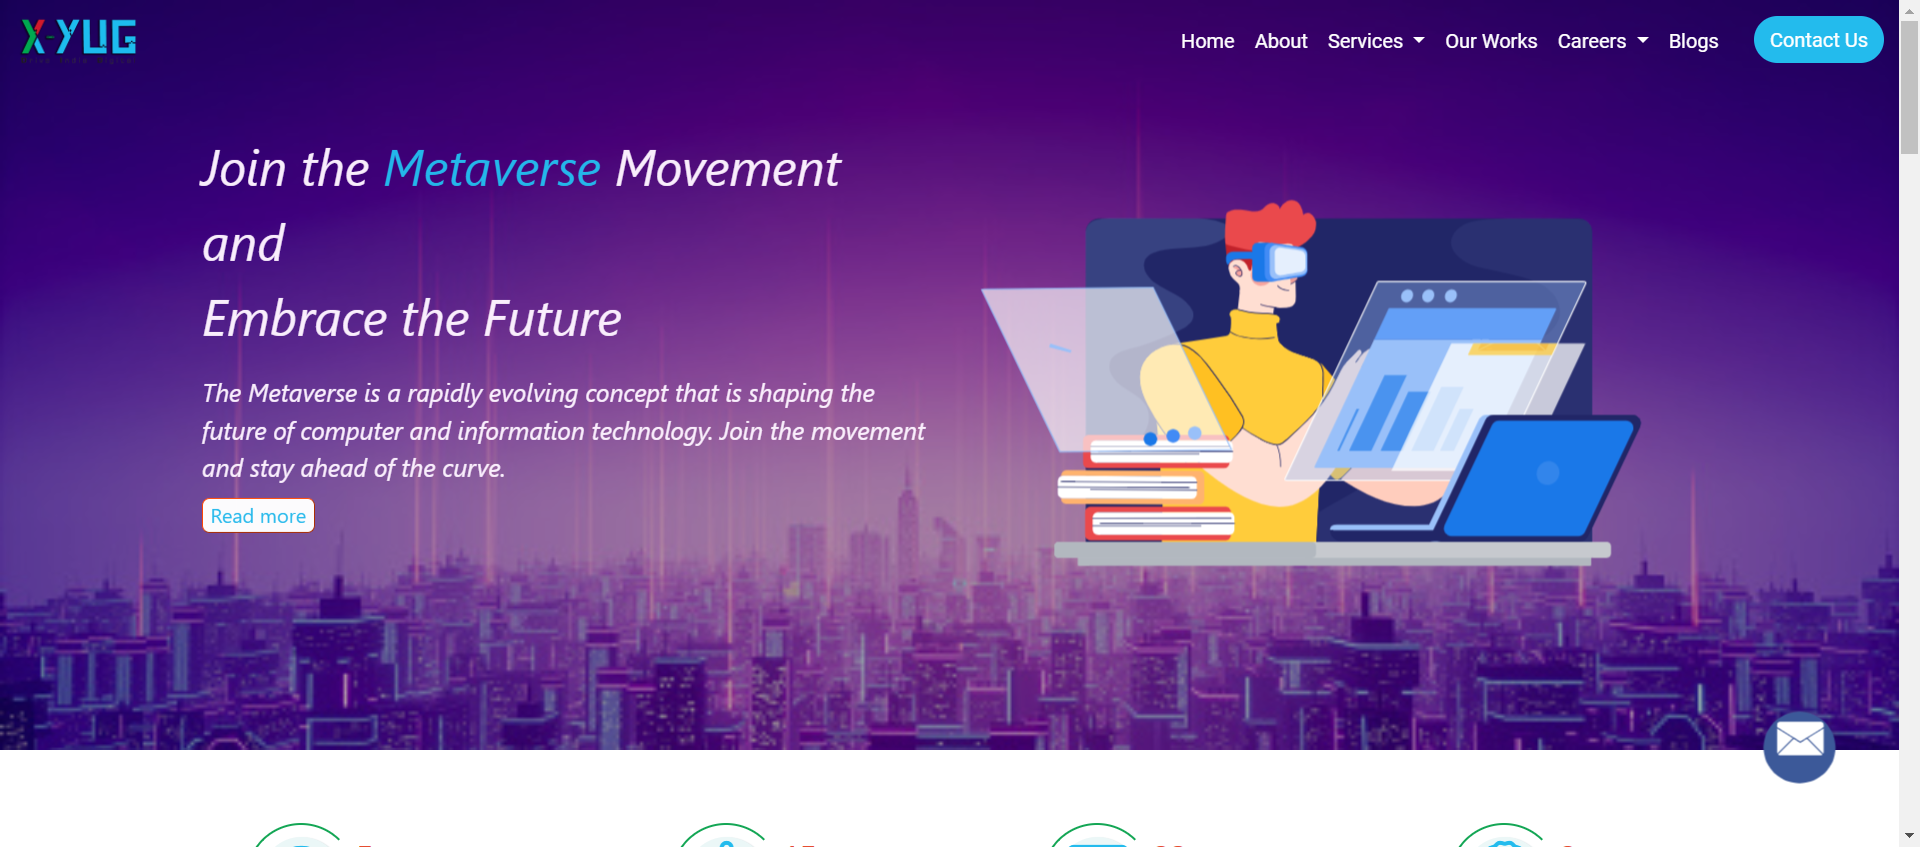 X-YUG
Home About Services Our Works Careers Blogs Contact Us
Join the Metaverse Movement
and
Embrace the Future
The Metaverse is a rapidly evolving concept that is shaping the
future of computer and information technology. Join the movement
and stay ahead of the curve.
Read more